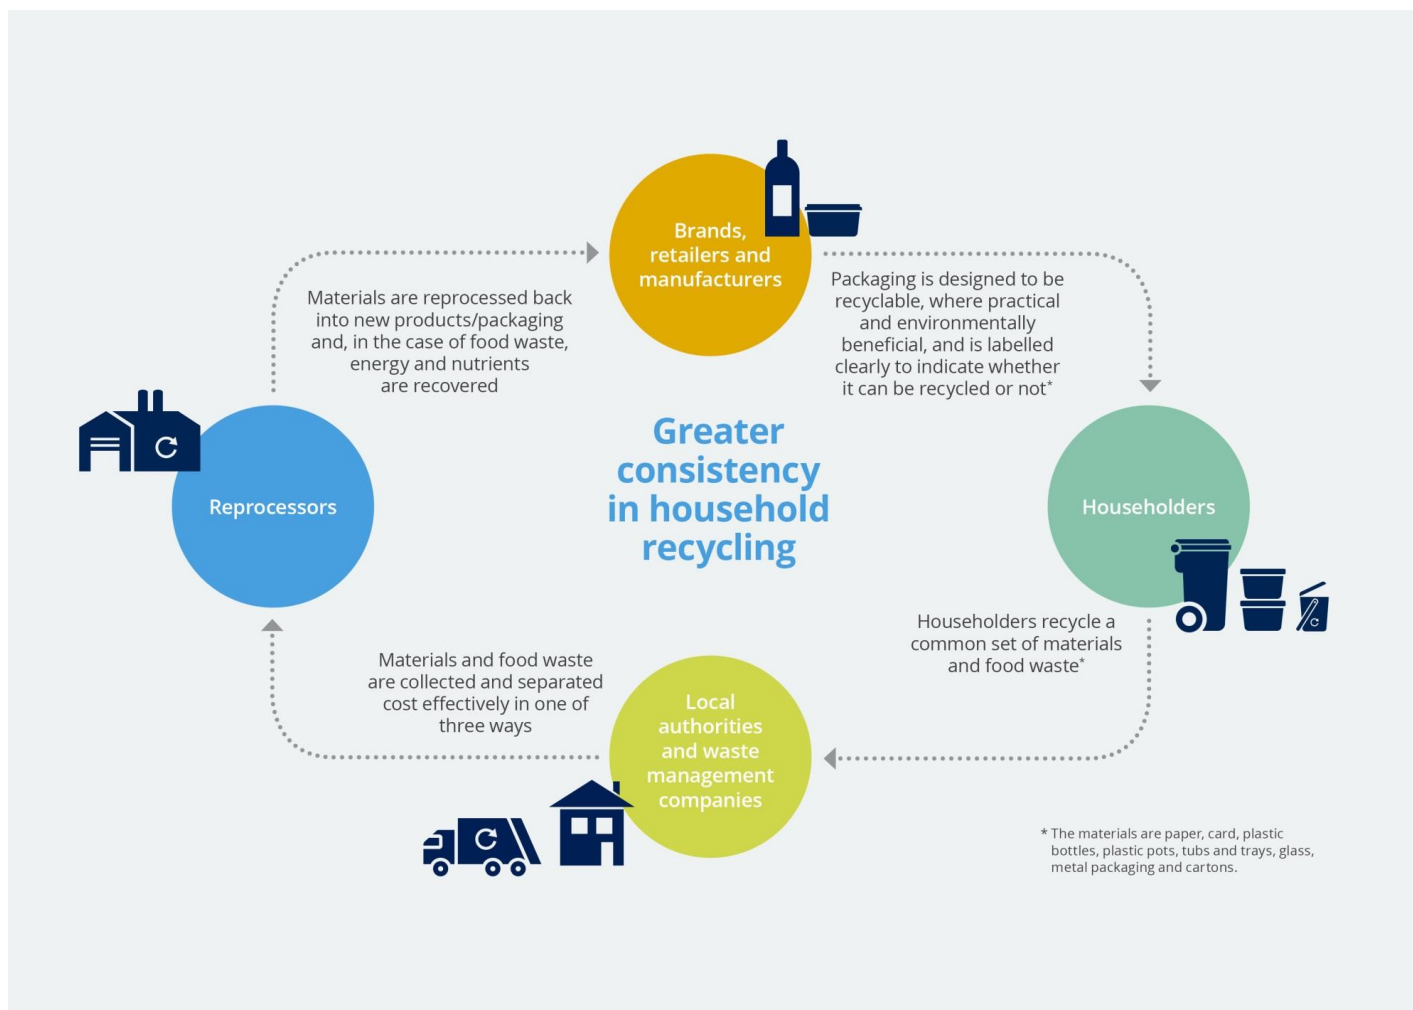 Brands,
retailers and
manufacturers
Packaging is designed to be
recyclable, where practical
and environmentally
beneficial, and is labelled
clearly to indicate whether
it can be recycled or not*
Materials are reprocessed back
into new products/packaging
and, in the case of food waste,
energy and nutrients
are recovered
Greater
consistency
in household
recycling
Reprocessors
Householders
Householders recycle a
common set of materials
and food waste*
Materials and food waste
are collected and separated
cost effectively in one of
three ways
Local
authorities
and waste
management
companies
* The materials are paper, card, plastic
bottles, plastic pots, tubs and trays, glass,
metal packaging and cartons.